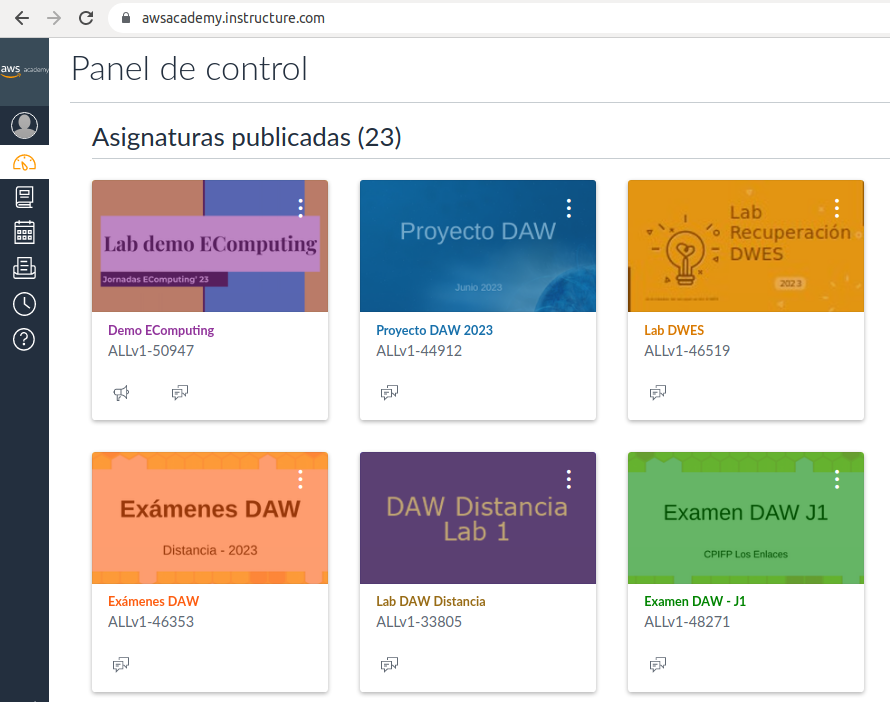 awsacademy.instructure.com
aws academy
Panel de control
Asignaturas publicadas (23)
Lab demo EComputing
Jornadas EComputing' 23
Demo EComputing
ALLv1-50947
Proyecto DAW
Junio 2023
Proyecto DAW 2023
ALLv1-44912
Lab
Recuperación
DWES
2023
Lab DWES
ALLv1-46519
Exámenes DAW
Distancia - 2023
Exámenes DAW
ALLv1-46353
DAW Distancia
Lab 1
Lab DAW Distancia
ALLv1-33805
Examen DAW J1
CPIFP Los Enlaces
Examen DAW - J1
ALLv1-48271